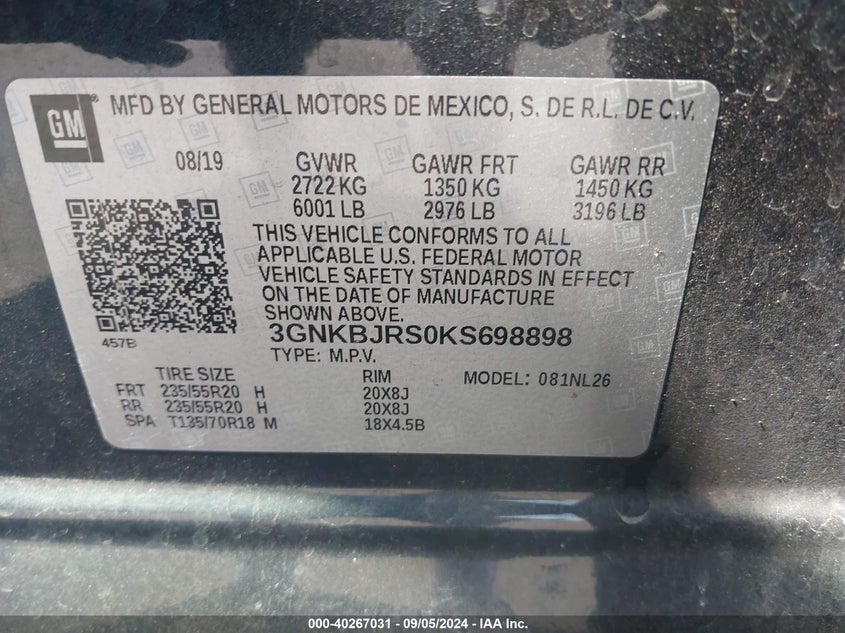 GM
MFD BY GENERAL MOTORS DE MEXICO, S. DE R.L. DE C.V.
08/19 GVWR GAWR FRT GAWR RR
2722 KG 1350 KG 1450 KG
6001 LB 2976 LB 3196 LB
THIS VEHICLE CONFORMS TO ALL
APPLICABLE U.S. FEDERAL MOTOR
VEHICLE SAFETY STANDARDS IN EFFECT
ON THE DATE OF MANUFACTURE
SHOWN ABOVE.
457B
3GNKBJRS0KS698898
TYPE: M.P.V.
TIRE SIZE RIM MODEL: 081NL26
FRT 235/55R20 H 20X8J
RR 235/55R20 H 20X8J
SPA T135/70R18 M 18X4.5B
000-40267031 - 09/05/2024 - IAA Inc.